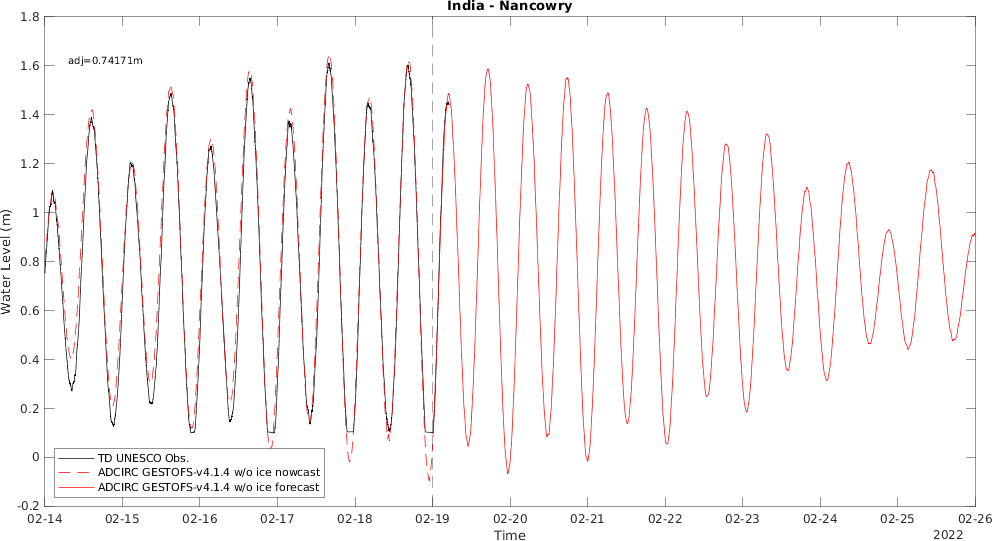 India - Nancowry
adj=0.74171m
Water Level (m)
1.8
1.6
1.4
1.2
1
0.8
0.6
0.4
0.2
0
-0.2
TD UNESCO Obs.
ADCIRC GESTOFS-v4.1.4 w/o ice nowcast
ADCIRC GESTOFS-v4.1.4 w/o ice forecast
02-14 02-15 02-16 02-17 02-18 02-19 02-20 02-21 02-22 02-23 02-24 02-25 02-26
Time
2022